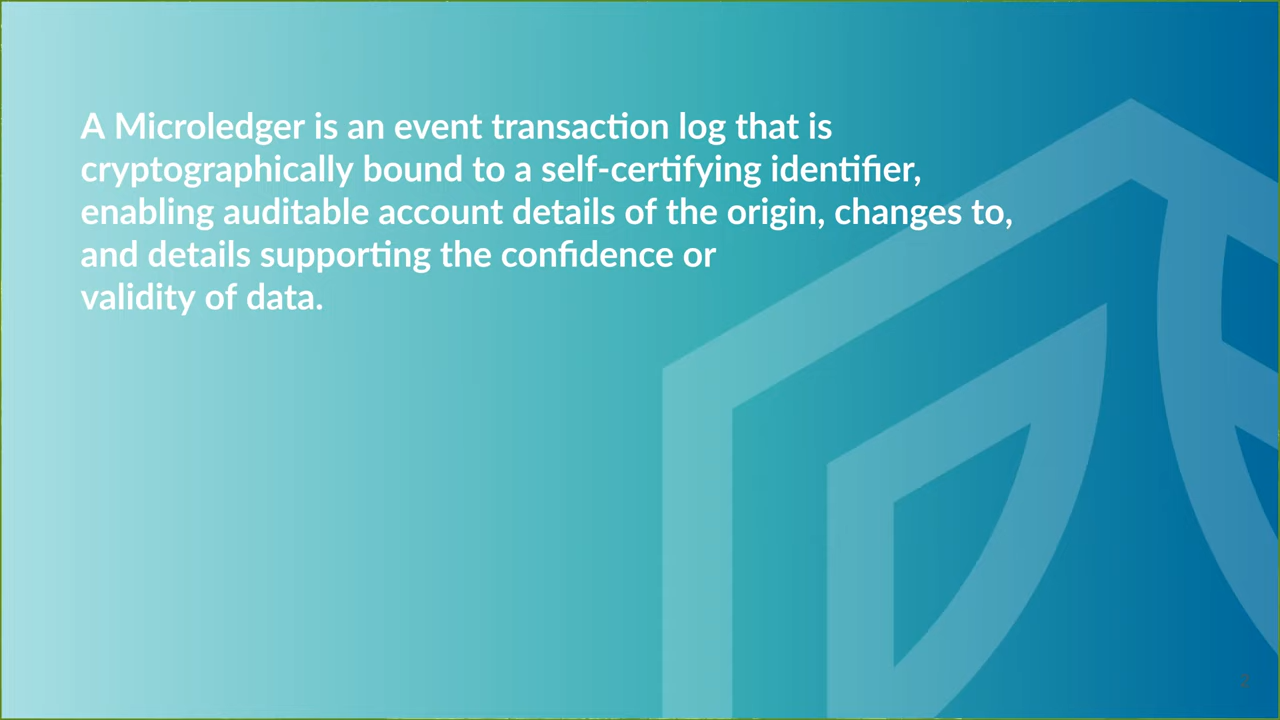 A Microledger is an event transaction log that is
cryptographically bound to a self-certifying identifier,
enabling auditable account details of the origin, changes to,
and details supporting the confidence or
validity of data.